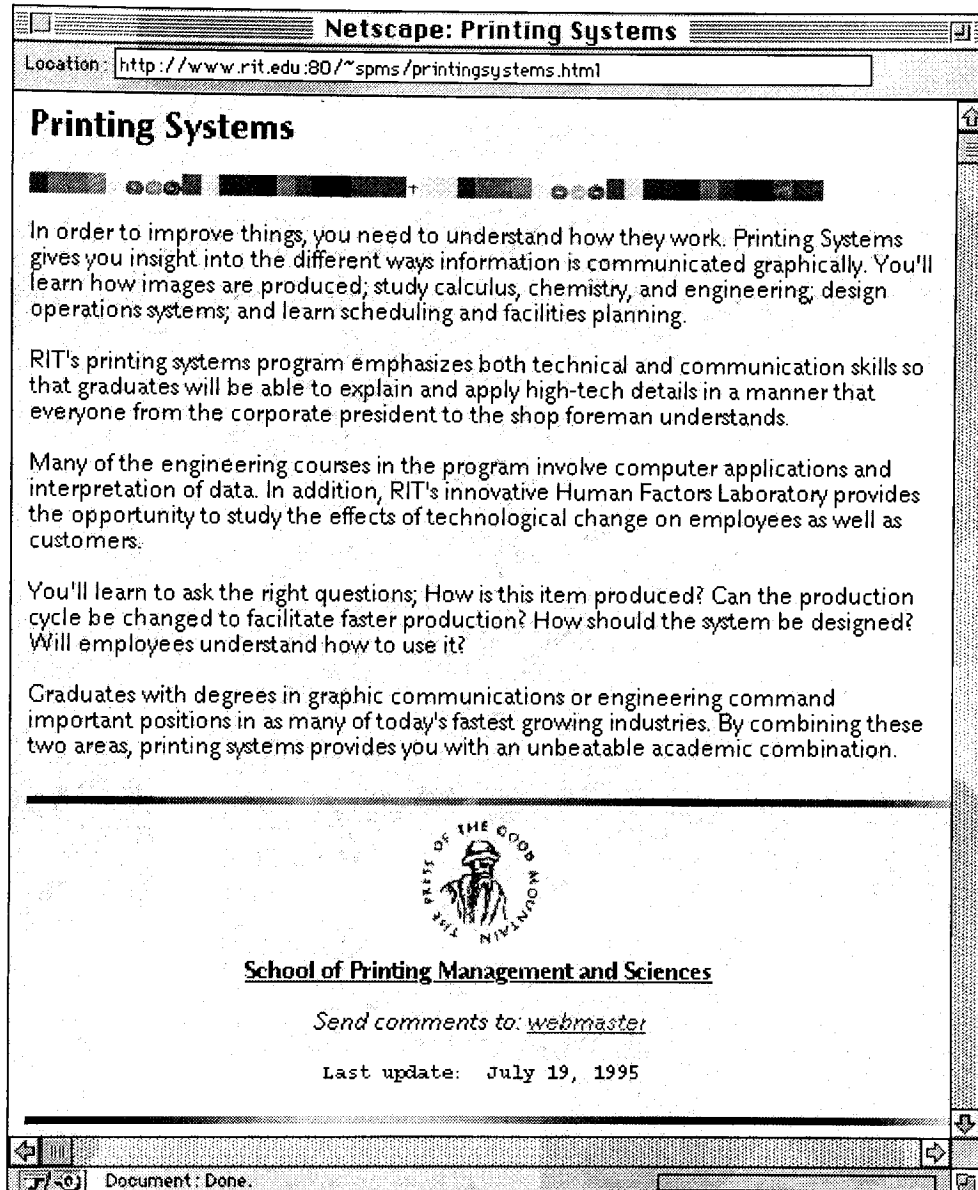 Netscape: Printing Systems
Location: http://www.rit.edu:80/~spms/printingsystems.html
Printing Systems
In order to improve things, you need to understand how they work. Printing Systems
gives you insight into the different ways information is communicated graphically. You'll
learn how images are produced; study calculus, chemistry, and engineering; design
operations systems; and learn scheduling and facilities planning.
RIT's printing systems program emphasizes both technical and communication skills so
that graduates will be able to explain and apply high-tech details in a manner that
everyone from the corporate president to the shop foreman understands.
Many of the engineering courses in the program involve computer applications and
interpretation of data. In addition, RIT's innovative Human Factors Laboratory provides
the opportunity to study the effects of technological change on employees as well as
customers.
You'll learn to ask the right questions; How is this item produced? Can the production
cycle be changed to facilitate faster production? How should the system be designed?
Will employees understand how to use it?
Graduates with degrees in graphic communications or engineering command
important positions in as many of today's fastest growing industries. By combining these
two areas, printing systems provides you with an unbeatable academic combination.
THE PRESS OF THE GOOD MOUNTAIN
School of Printing Management and Sciences
Send comments to: webmaster
Last update: July 19, 1995
Document: Done.